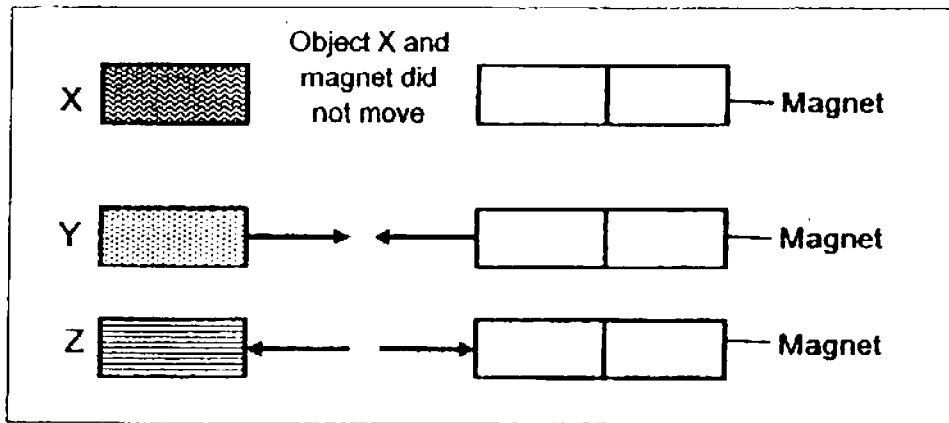 Object X and
magnet did
not move
X
Magnet
Y
Magnet
Z
Magnet